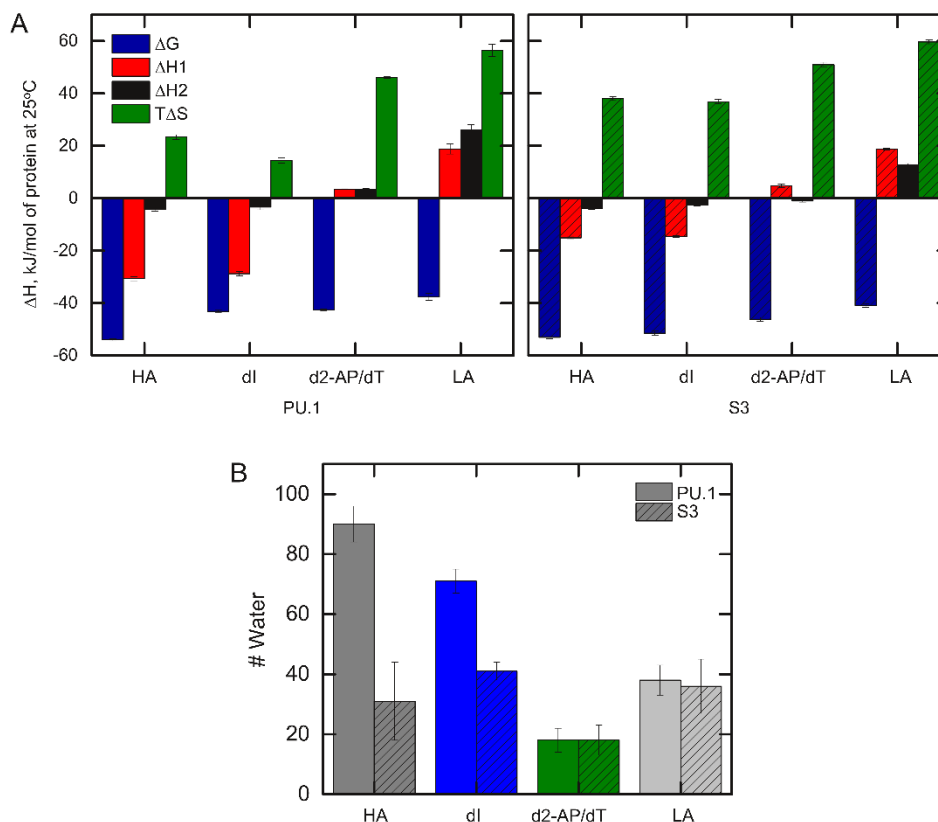 A
ΔG
ΔH1
ΔH2
TΔS
ΔH, kJ/mol of protein at 25ºC
60
40
20
0
-20
-40
-60
HA dI d2-AP/dT LA
PU.1
HA dI d2-AP/dT LA
S3
B
PU.1
S3
# Water
100
80
60
40
20
0
HA dI d2-AP/dT LA